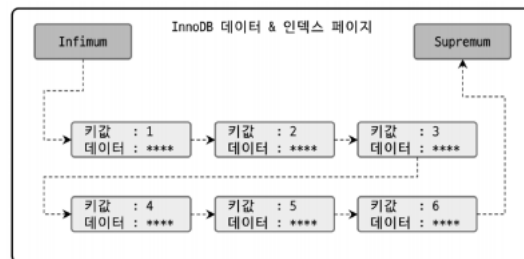 InnoDB 데이터 & 인덱스 페이지
Infimum
Supremum
키값 : 1
데이터 : ****
키값 : 2
데이터 : ****
키값 : 3
데이터 : ****
키값 : 4
데이터 : ****
키값 : 5
데이터 : ****
키값 : 6
데이터 : ****